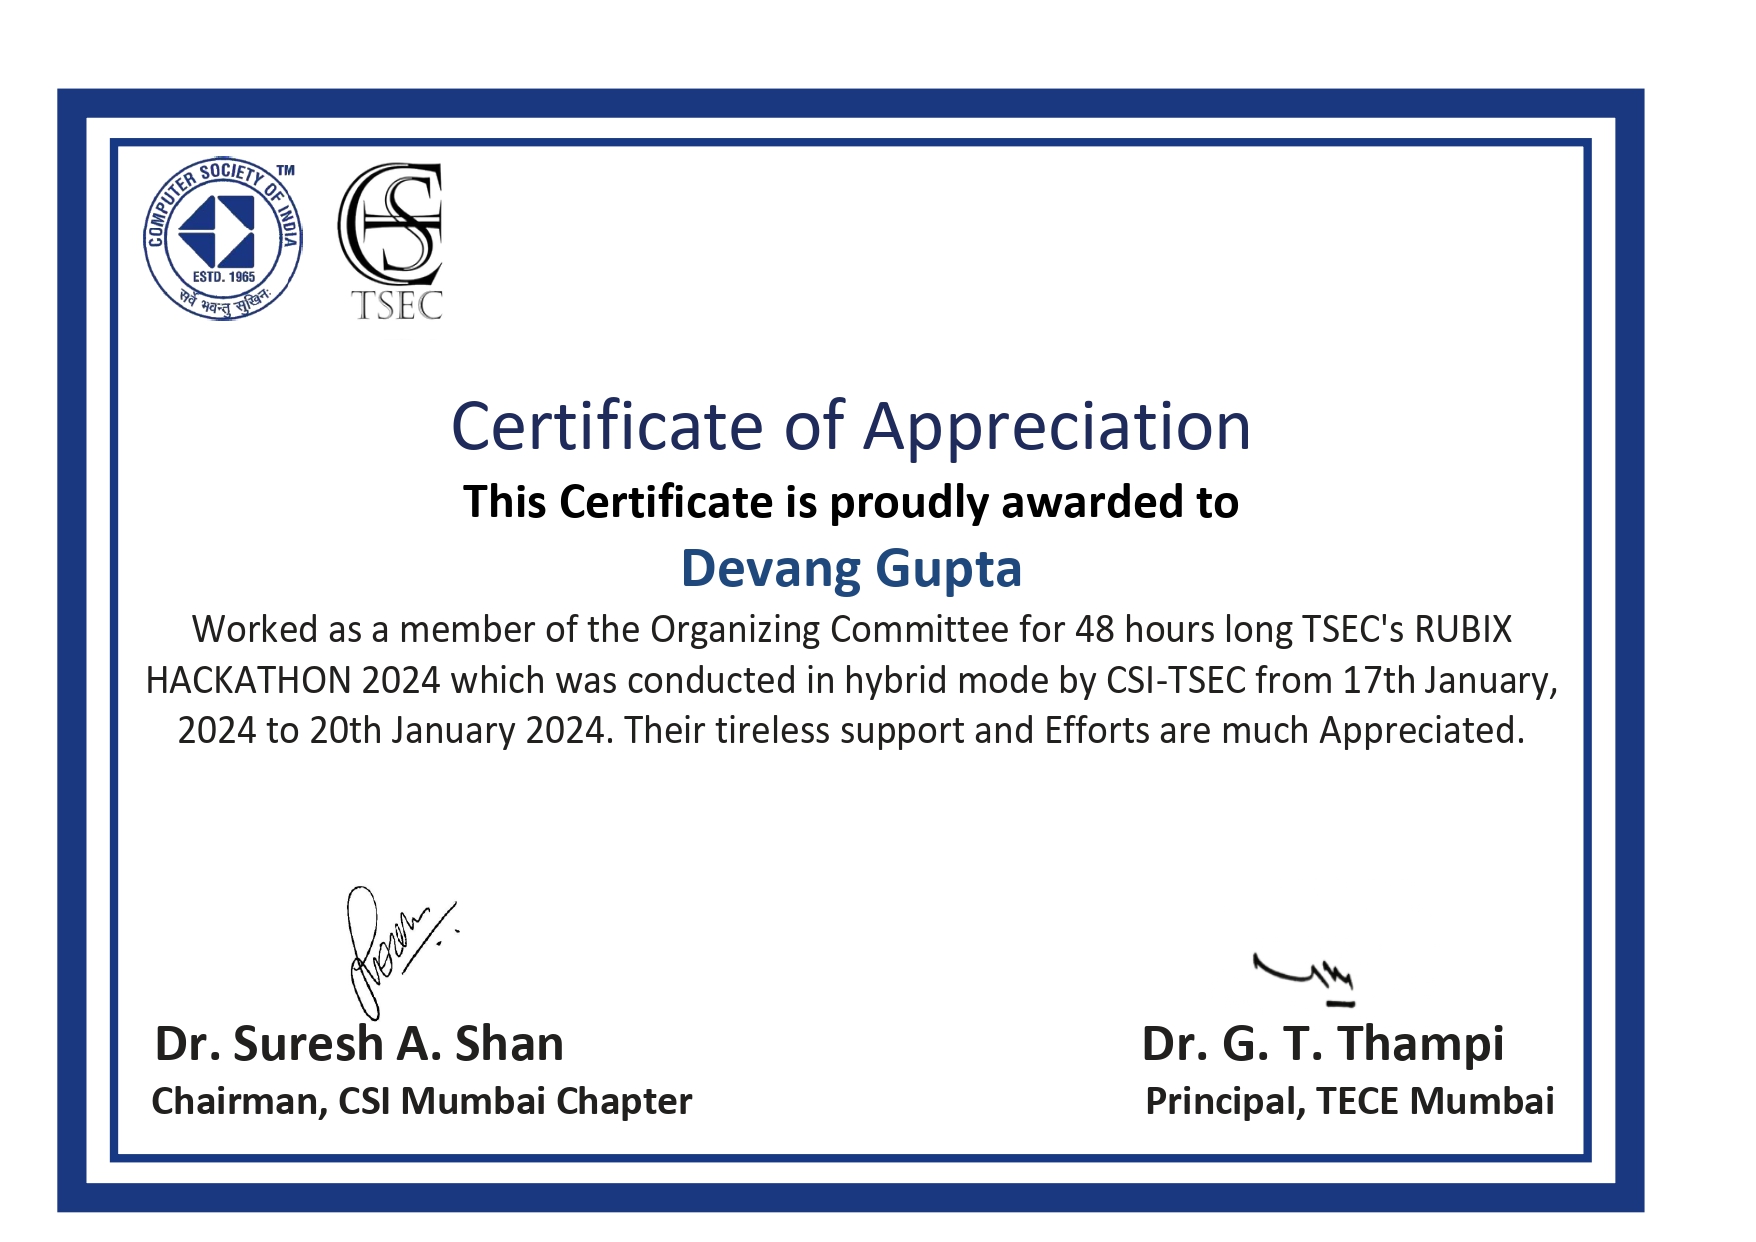 COMPUTER SOCIETY OF INDIA TM
ESTD. 1965
सर्वे भवन्तु सुखिनः
TSEC
Certificate of Appreciation
This Certificate is proudly awarded to
Devang Gupta
Worked as a member of the Organizing Committee for 48 hours long TSEC's RUBIX
HACKATHON 2024 which was conducted in hybrid mode by CSI-TSEC from 17th January,
2024 to 20th January 2024. Their tireless support and Efforts are much Appreciated.
Dr. Suresh A. Shan
Dr. G. T. Thampi
Chairman, CSI Mumbai Chapter
Principal, TECE Mumbai